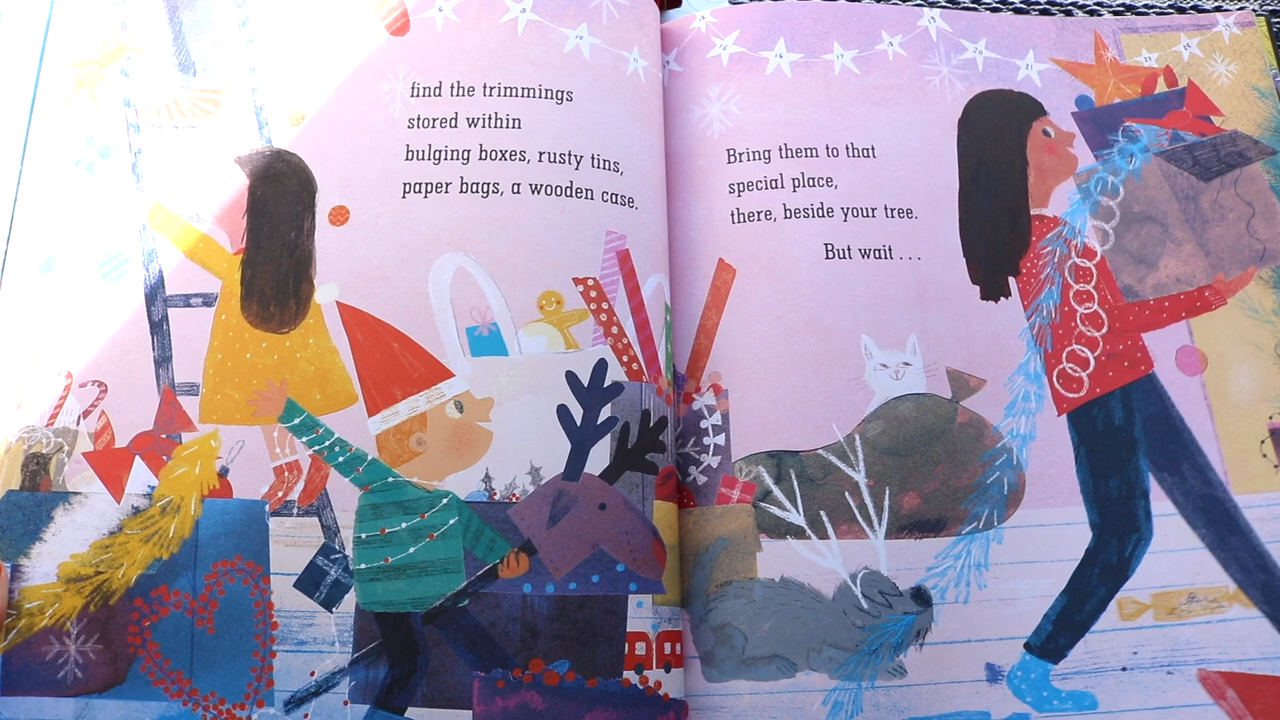 find the trimmings
stored within
bulging boxes, rusty tins,
paper bags, a wooden case.
Bring them to that
special place,
there, beside your tree.
But wait . . .